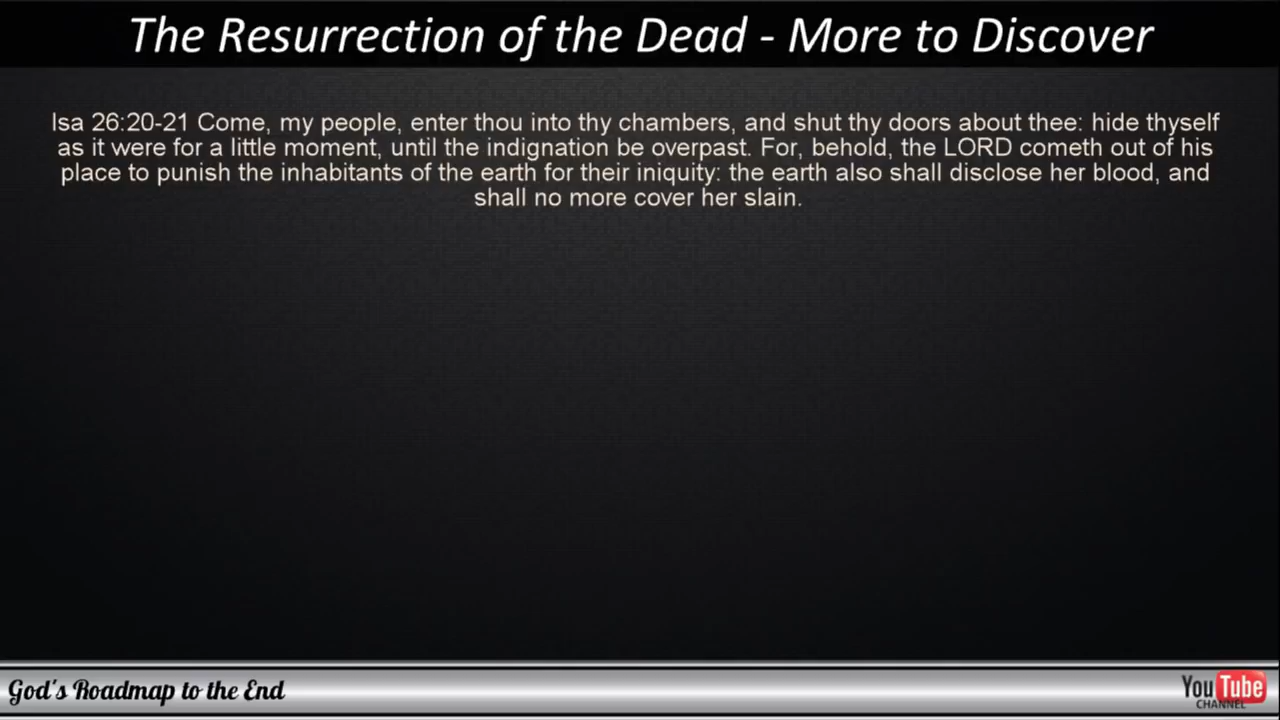 The Resurrection of the Dead - More to Discover
Isa 26:20-21 Come, my people, enter thou into thy chambers, and shut thy doors about thee: hide thyself
as it were for a little moment, until the indignation be overpast. For, behold, the LORD cometh out of his
place to punish the inhabitants of the earth for their iniquity: the earth also shall disclose her blood, and
shall no more cover her slain.
God's Roadmap to the End
YouTube
CHANNEL